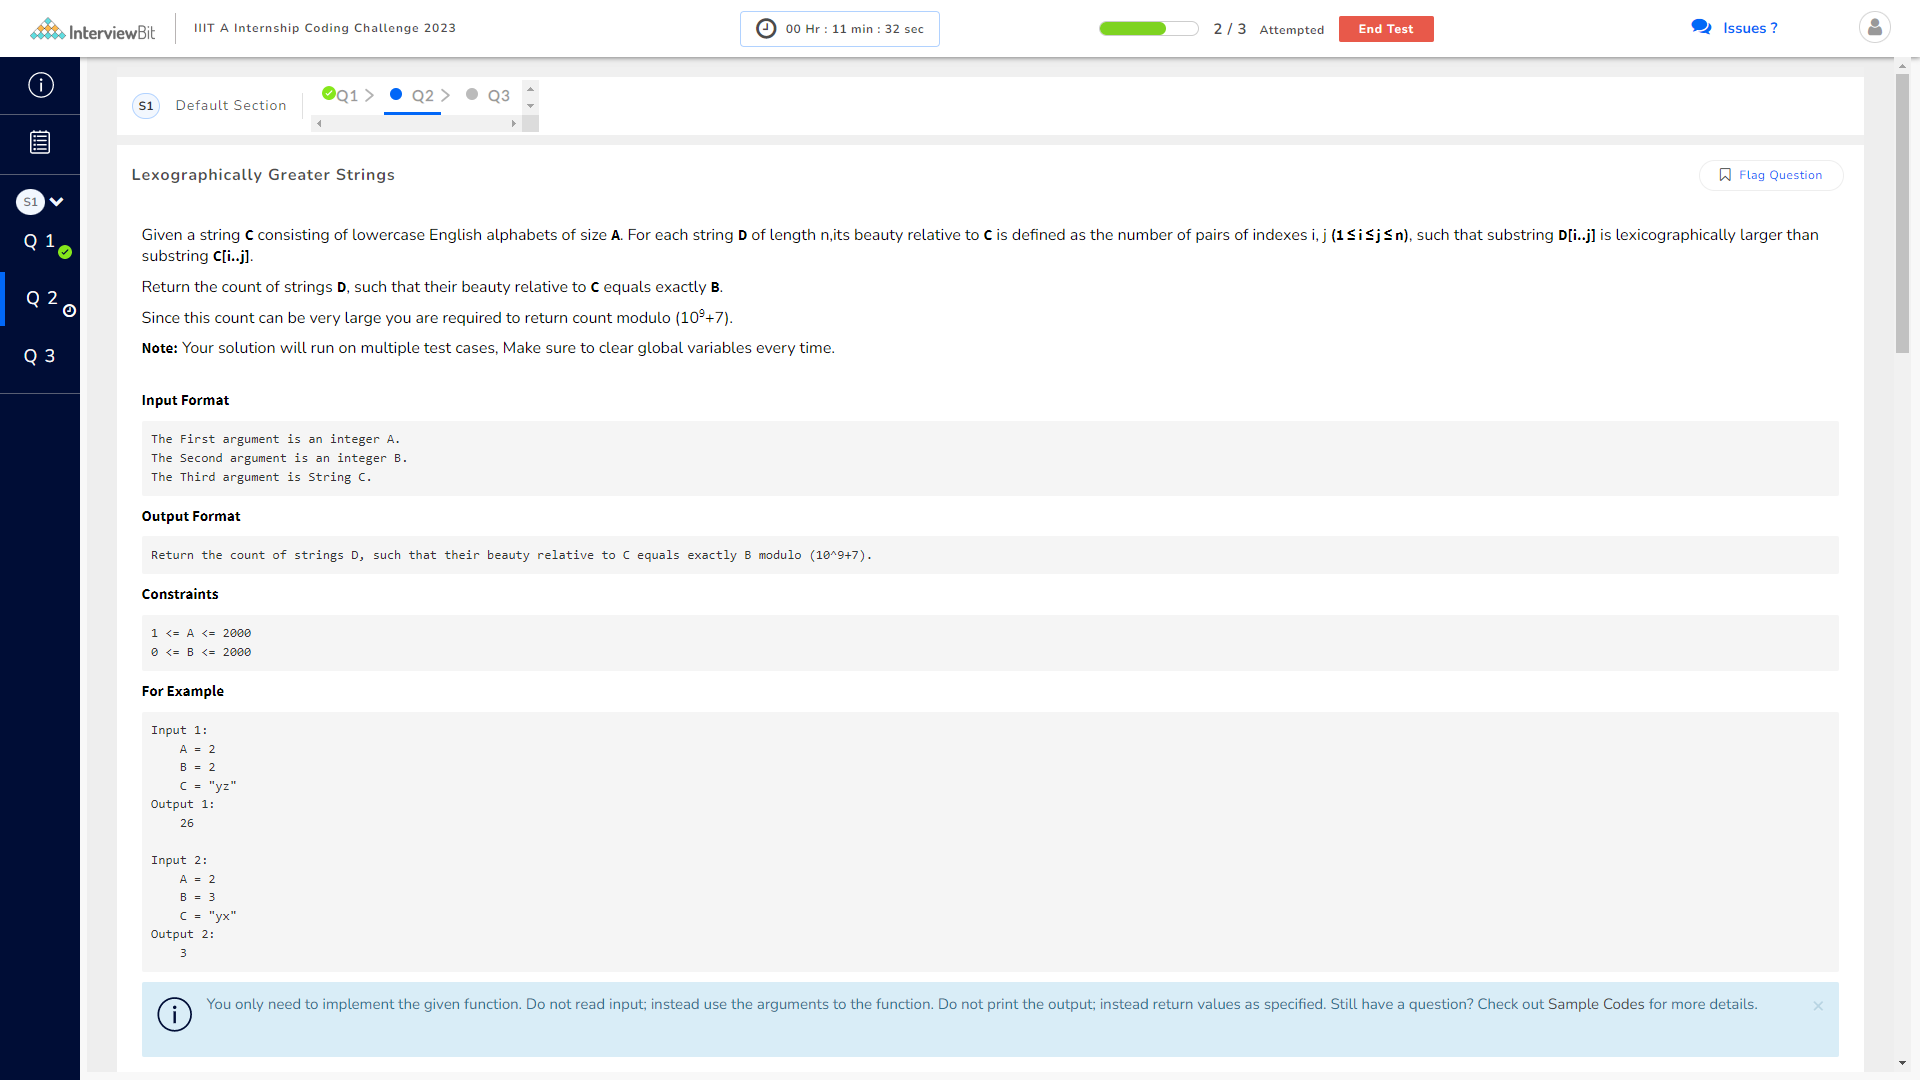 InterviewBit
IIIT A Internship Coding Challenge 2023
00 Hr : 11 min : 32 sec
2 / 3 Attempted
End Test
Issues ?
S1
Default Section
Q1
Q2
Q3
S1
Q 1
Q 2
Q 3
Lexographically Greater Strings
Flag Question
Given a string C consisting of lowercase English alphabets of size A. For each string D of length n,its beauty relative to C is defined as the number of pairs of indexes i, j (1≤i≤j≤n), such that substring D[i..j] is lexicographically larger than
substring C[i..j].
Return the count of strings D, such that their beauty relative to C equals exactly B.
Since this count can be very large you are required to return count modulo (10⁹+7).
Note: Your solution will run on multiple test cases, Make sure to clear global variables every time.
Input Format
The First argument is an integer A.
The Second argument is an integer B.
The Third argument is String C.
Output Format
Return the count of strings D, such that their beauty relative to C equals exactly B modulo (10^9+7).
Constraints
1 <= A <= 2000
0 <= B <= 2000
For Example
Input 1:
A = 2
B = 2
C = "yz"
Output 1:
26
Input 2:
A = 2
B = 3
C = "yx"
Output 2:
3
You only need to implement the given function. Do not read input; instead use the arguments to the function. Do not print the output; instead return values as specified. Still have a question? Check out Sample Codes for more details.